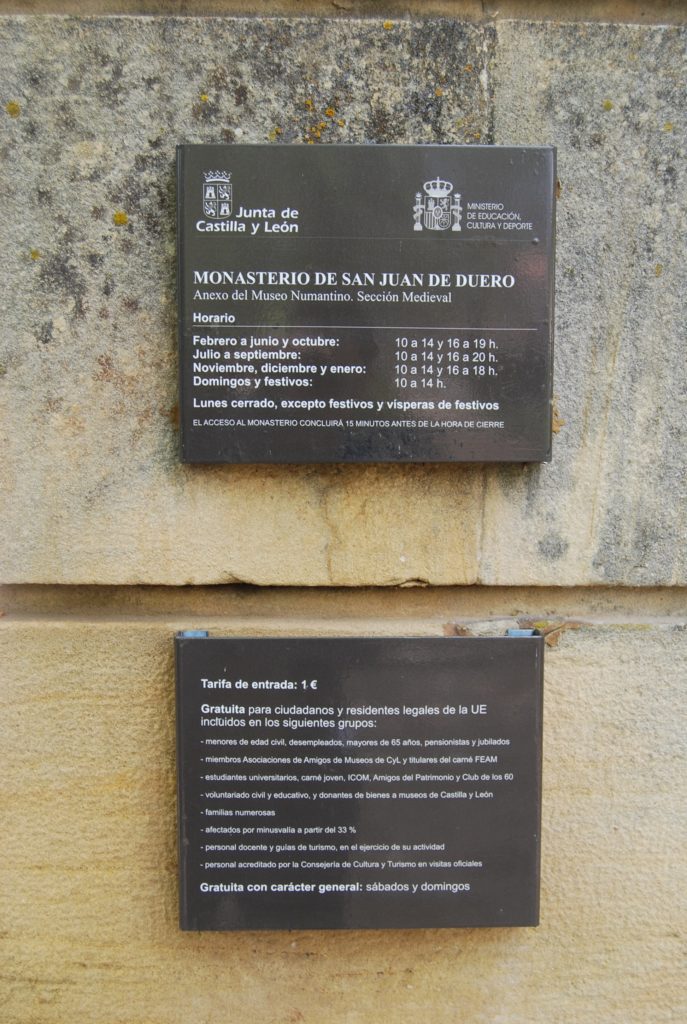 Junta de
Castilla y León
MINISTERIO
DE EDUCACIÓN,
CULTURA Y DEPORTE
MONASTERIO DE SAN JUAN DE DUERO
Anexo del Museo Numantino. Sección Medieval
Horario
Febrero a junio y octubre: 10 a 14 y 16 a 19 h.
Julio a septiembre: 10 a 14 y 16 a 20 h.
Noviembre, diciembre y enero: 10 a 14 y 16 a 18 h.
Domingos y festivos: 10 a 14 h.
Lunes cerrado, excepto festivos y vísperas de festivos
EL ACCESO AL MONASTERIO CONCLUIRÁ 15 MINUTOS ANTES DE LA HORA DE CIERRE
Tarifa de entrada: 1 €
Gratuita para ciudadanos y residentes legales de la UE
incluidos en los siguientes grupos:
- menores de edad civil, desempleados, mayores de 65 años, pensionistas y jubilados
- miembros Asociaciones de Amigos de Museos de CyL y titulares del carné FEAM
- estudiantes universitarios, carné joven, ICOM, Amigos del Patrimonio y Club de los 60
- voluntariado civil y educativo, y donantes de bienes a museos de Castilla y León
- familias numerosas
- afectados por minusvalía a partir del 33 %
- personal docente y guías de turismo, en el ejercicio de su actividad
- personal acreditado por la Consejería de Cultura y Turismo en visitas oficiales
Gratuita con carácter general: sábados y domingos